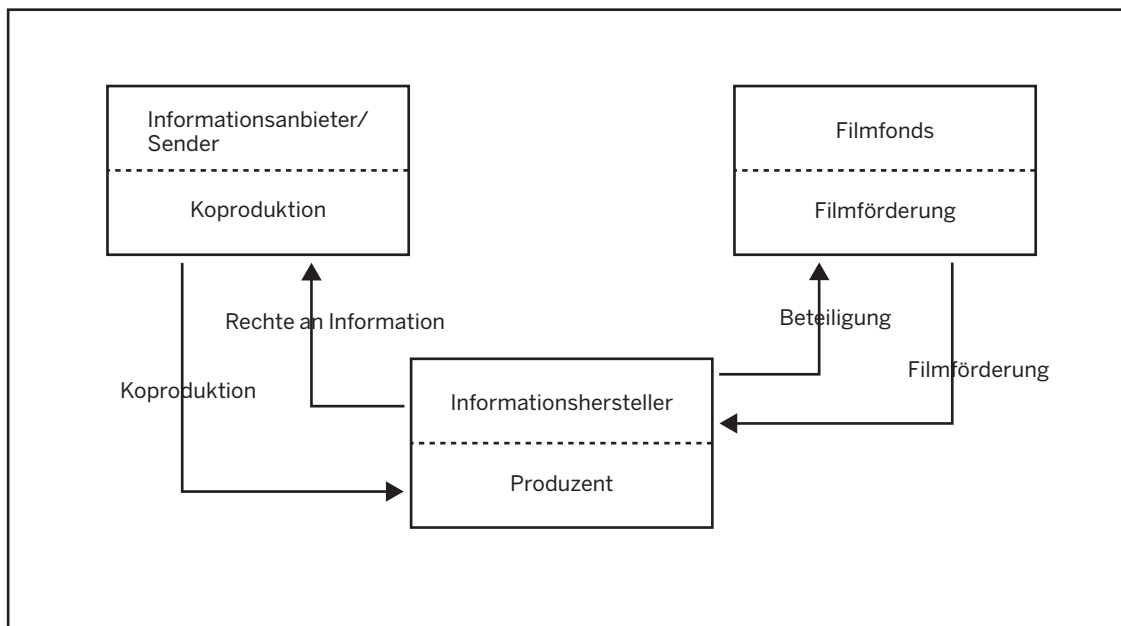 Informationsanbieter/
Sender
Koproduktion
Filmfonds
Filmförderung
Rechte an Information
Koproduktion
Beteiligung
Filmförderung
Informationshersteller
Produzent